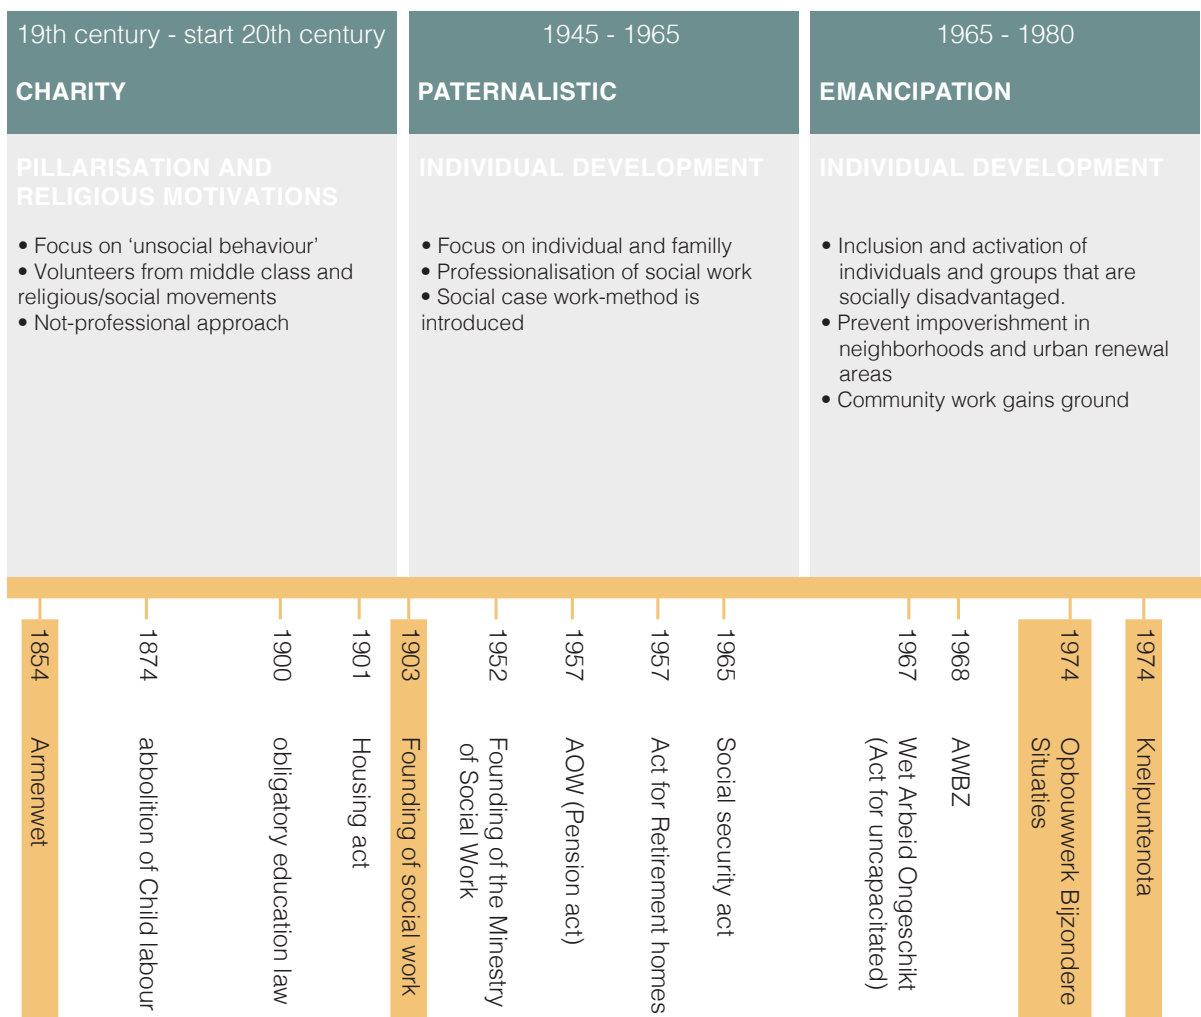 19th century - start 20th century
CHARITY
PILLARISATION AND
RELIGIOUS MOTIVATIONS
• Focus on ‘unsocial behaviour’
• Volunteers from middle class and
religious/social movements
• Not-professional approach
1945 - 1965
PATERNALISTIC
INDIVIDUAL DEVELOPMENT
• Focus on individual and familly
• Professionalisation of social work
• Social case work-method is
introduced
1965 - 1980
EMANCIPATION
INDIVIDUAL DEVELOPMENT
• Inclusion and activation of
individuals and groups that are
socially disadvantaged.
• Prevent impoverishment in
neighborhoods and urban renewal
areas
• Community work gains ground
1854 Armenwet
1874 abbolition of Child labour
1900 obligatory education law
1901 Housing act
1903 Founding of social work
1952 Founding of the Minestry
of Social Work
1957 AOW (Pension act)
1957 Act for Retirement homes
1965 Social security act
1967 Wet Arbeid Ongeschikt
(Act for uncapacitated)
1968 AWBZ
1974 Opbouwwerk Bijzondere
Situaties
1974 Knelpuntenota